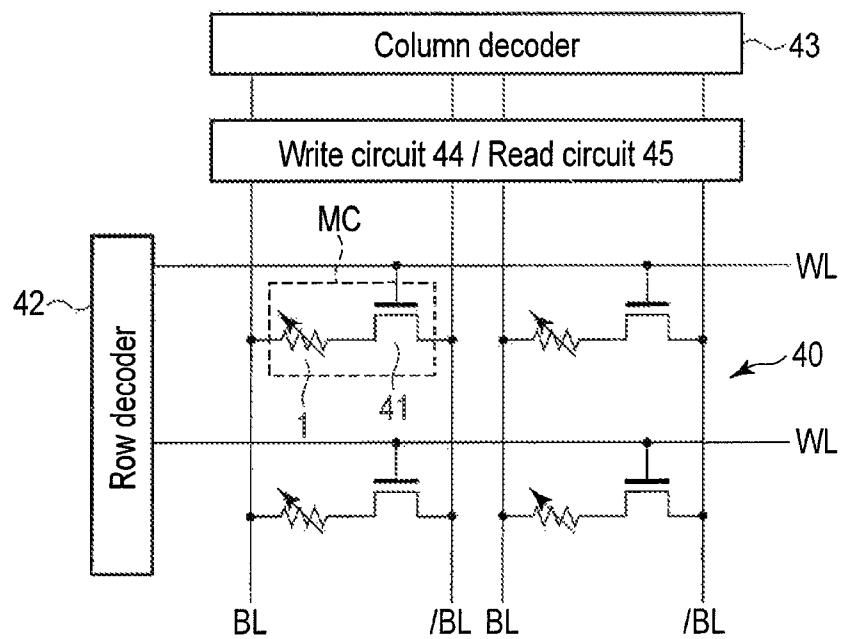 Column decoder
43
Write circuit 44 / Read circuit 45
MC
WL
42
Row decoder
1
41
40
WL
BL
/BL
BL
/BL